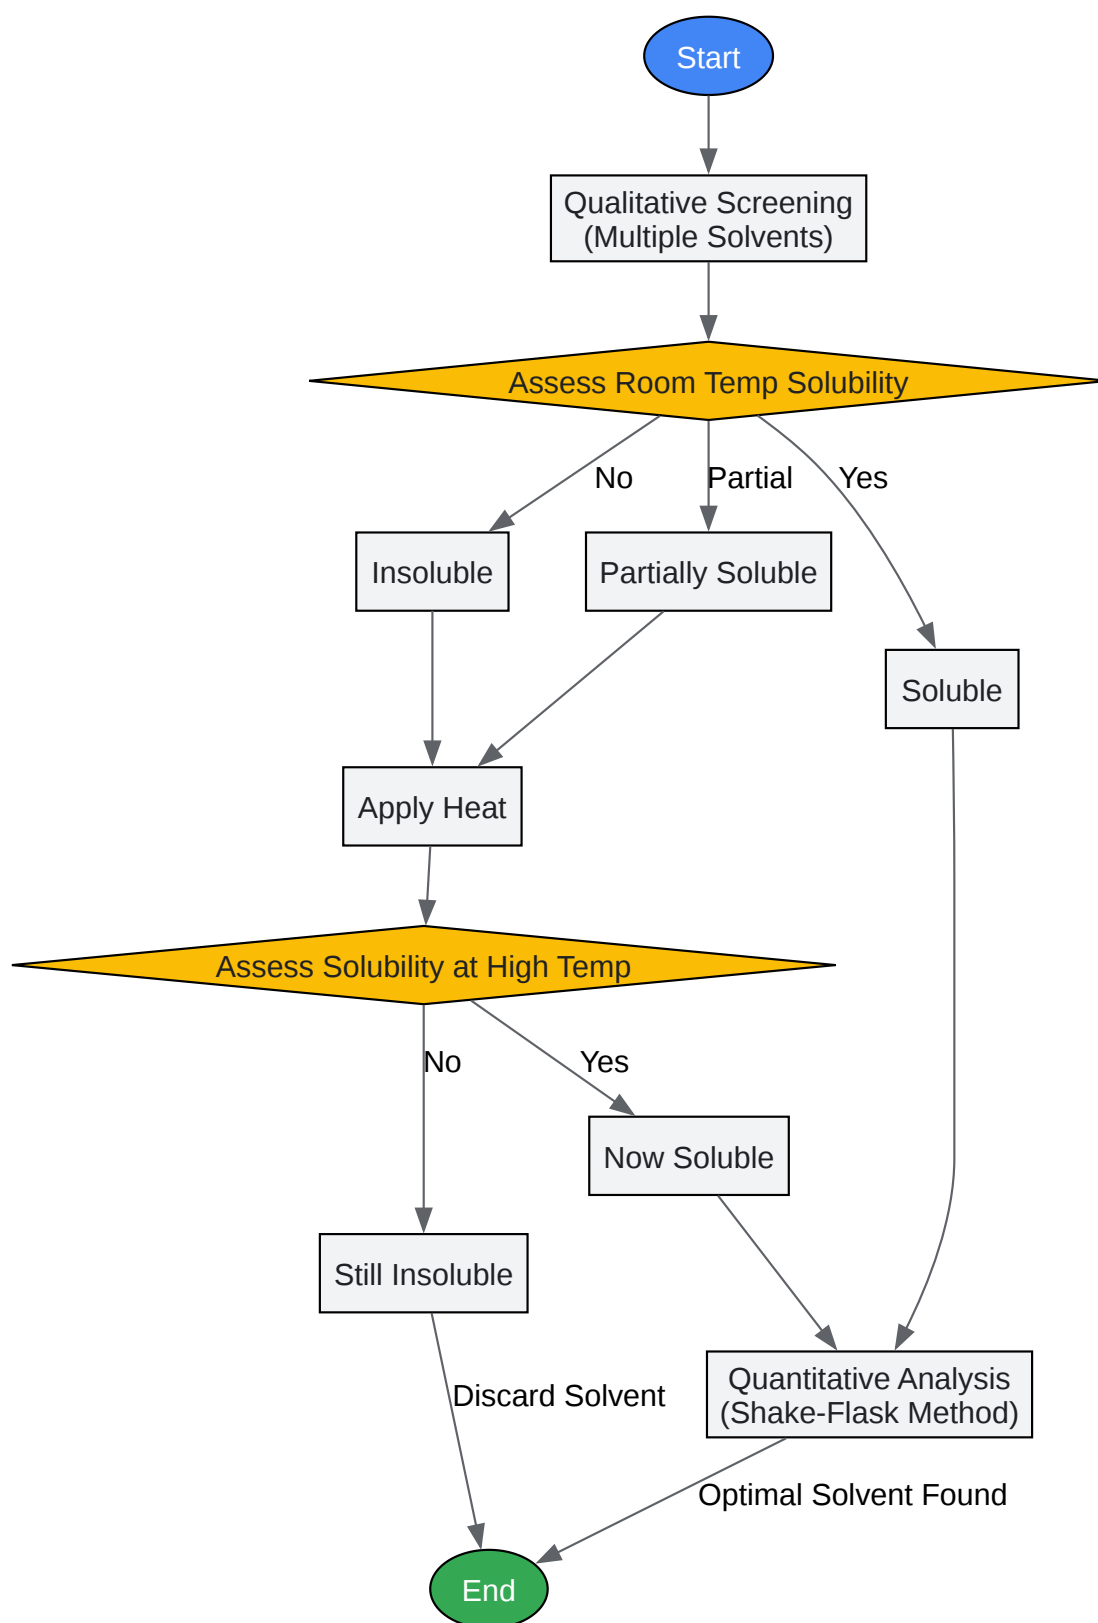 Start
Qualitative Screening
(Multiple Solvents)
Assess Room Temp Solubility
No
Partial
Yes
Insoluble
Partially Soluble
Soluble
Apply Heat
Assess Solubility at High Temp
No
Yes
Now Soluble
Still Insoluble
Quantitative Analysis
(Shake-Flask Method)
Discard Solvent
Optimal Solvent Found
End